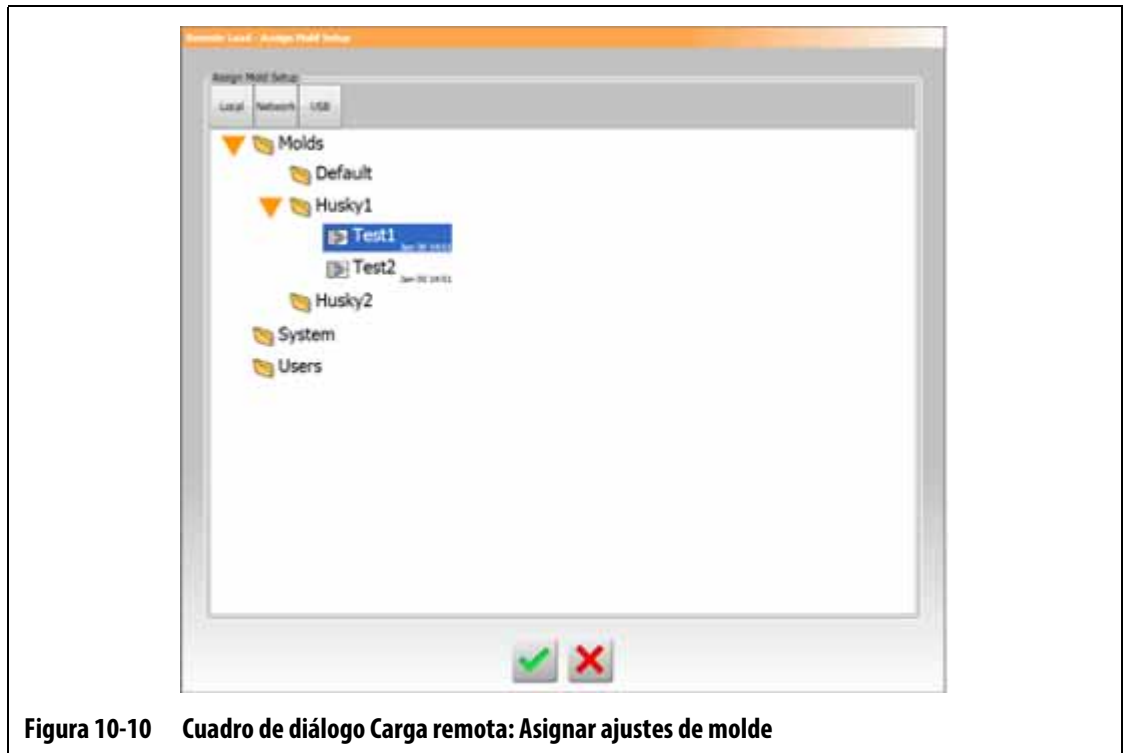 Remote Load - Assign Mold Setup
Assign Mold Setup
Local Network USB
Molds
Default
Husky1
Test1
Test2
Husky2
System
Users
Figura 10-10 Cuadro de diálogo Carga remota: Asignar ajustes de molde